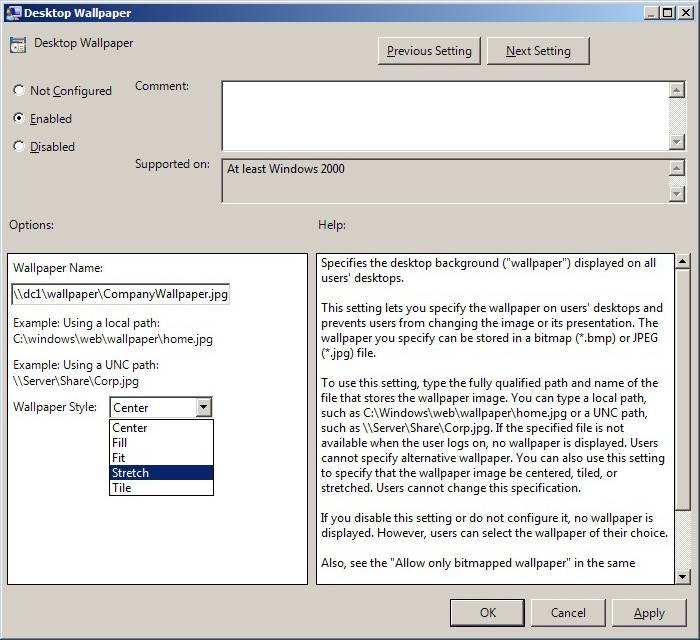 Desktop Wallpaper
Desktop Wallpaper
Previous Setting
Next Setting
Not Configured
Comment:
Enabled
Disabled
Supported on:
At least Windows 2000
Options:
Help:
Wallpaper Name:
\\dc1\wallpaper\CompanyWallpaper.jpg
Example: Using a local path:
C:\windows\web\wallpaper\home.jpg
Example: Using a UNC path:
\\Server\Share\Corp.jpg
Wallpaper Style:
Center
Center
Fill
Fit
Stretch
Tile
Specifies the desktop background ("wallpaper") displayed on all
users' desktops.
This setting lets you specify the wallpaper on users' desktops and
prevents users from changing the image or its presentation. The
wallpaper you specify can be stored in a bitmap (*.bmp) or JPEG
(*.jpg) file.
To use this setting, type the fully qualified path and name of the
file that stores the wallpaper image. You can type a local path,
such as C:\Windows\web\wallpaper\home.jpg or a UNC path,
such as \\Server\Share\Corp.jpg. If the specified file is not
available when the user logs on, no wallpaper is displayed. Users
cannot specify alternative wallpaper. You can also use this setting
to specify that the wallpaper image be centered, tiled, or
stretched. Users cannot change this specification.
If you disable this setting or do not configure it, no wallpaper is
displayed. However, users can select the wallpaper of their choice.
Also, see the "Allow only bitmapped wallpaper" in the same
OK
Cancel
Apply